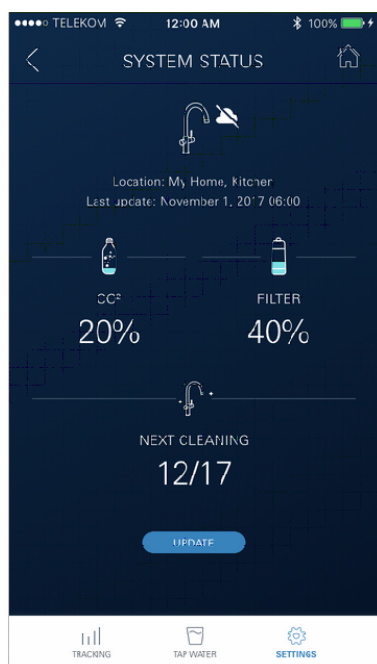 TELEKOM 12:00 AM 100%
SYSTEM STATUS
Location: My Home, Kitchen
Last update: November 1, 2017 06:00
CO²
FILTER
20%
40%
NEXT CLEANING
12/17
UPDATE
TRACKING
TAP WATER
SETTINGS